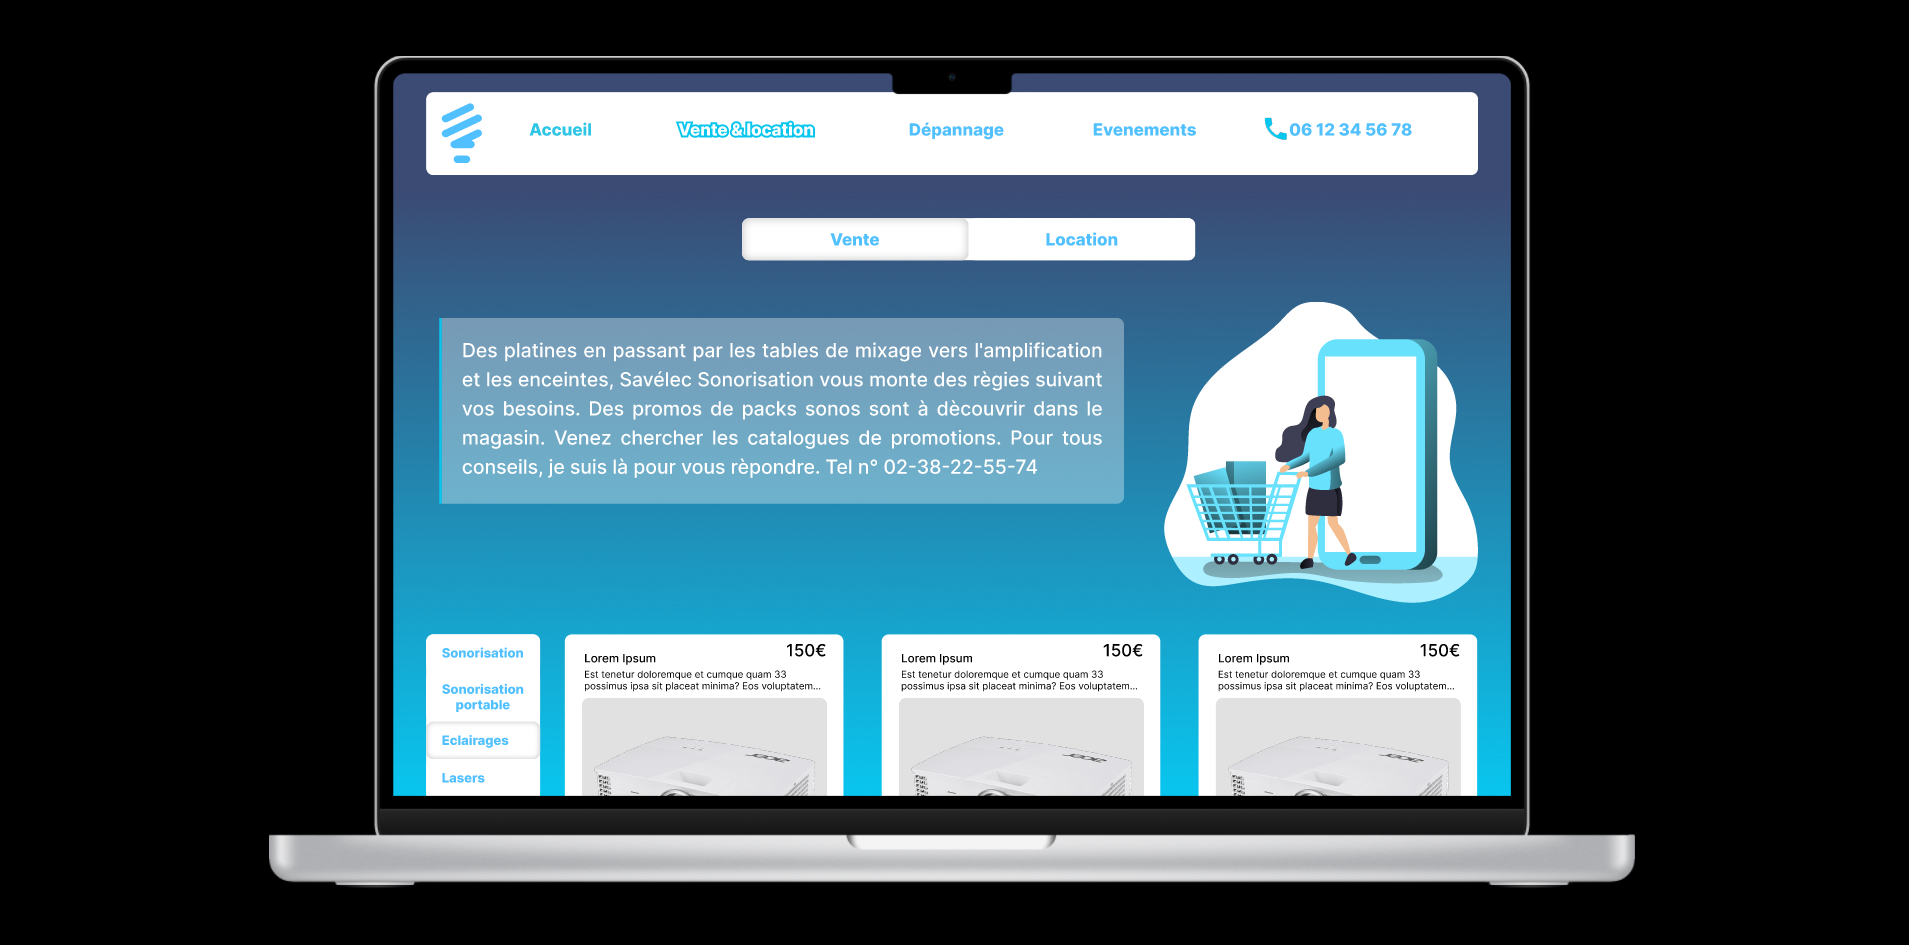 Accueil
Vente & location
Dépannage
Evenements
06 12 34 56 78
Vente
Location
Des platines en passant par les tables de mixage vers l'amplification
et les enceintes, Savélec Sonorisation vous monte des règies suivant
vos besoins. Des promos de packs sonos sont à dècouvrir dans le
magasin. Venez chercher les catalogues de promotions. Pour tous
conseils, je suis là pour vous rèpondre. Tel n° 02-38-22-55-74
Sonorisation
Sonorisation
portable
Eclairages
Lasers
150€
Lorem Ipsum
Est tenetur doloremque et cumque quam 33
possimus ipsa sit placeat minima? Eos voluptatem...
acer
150€
Lorem Ipsum
Est tenetur doloremque et cumque quam 33
possimus ipsa sit placeat minima? Eos voluptatem...
acer
150€
Lorem Ipsum
Est tenetur doloremque et cumque quam 33
possimus ipsa sit placeat minima? Eos voluptatem...
acer